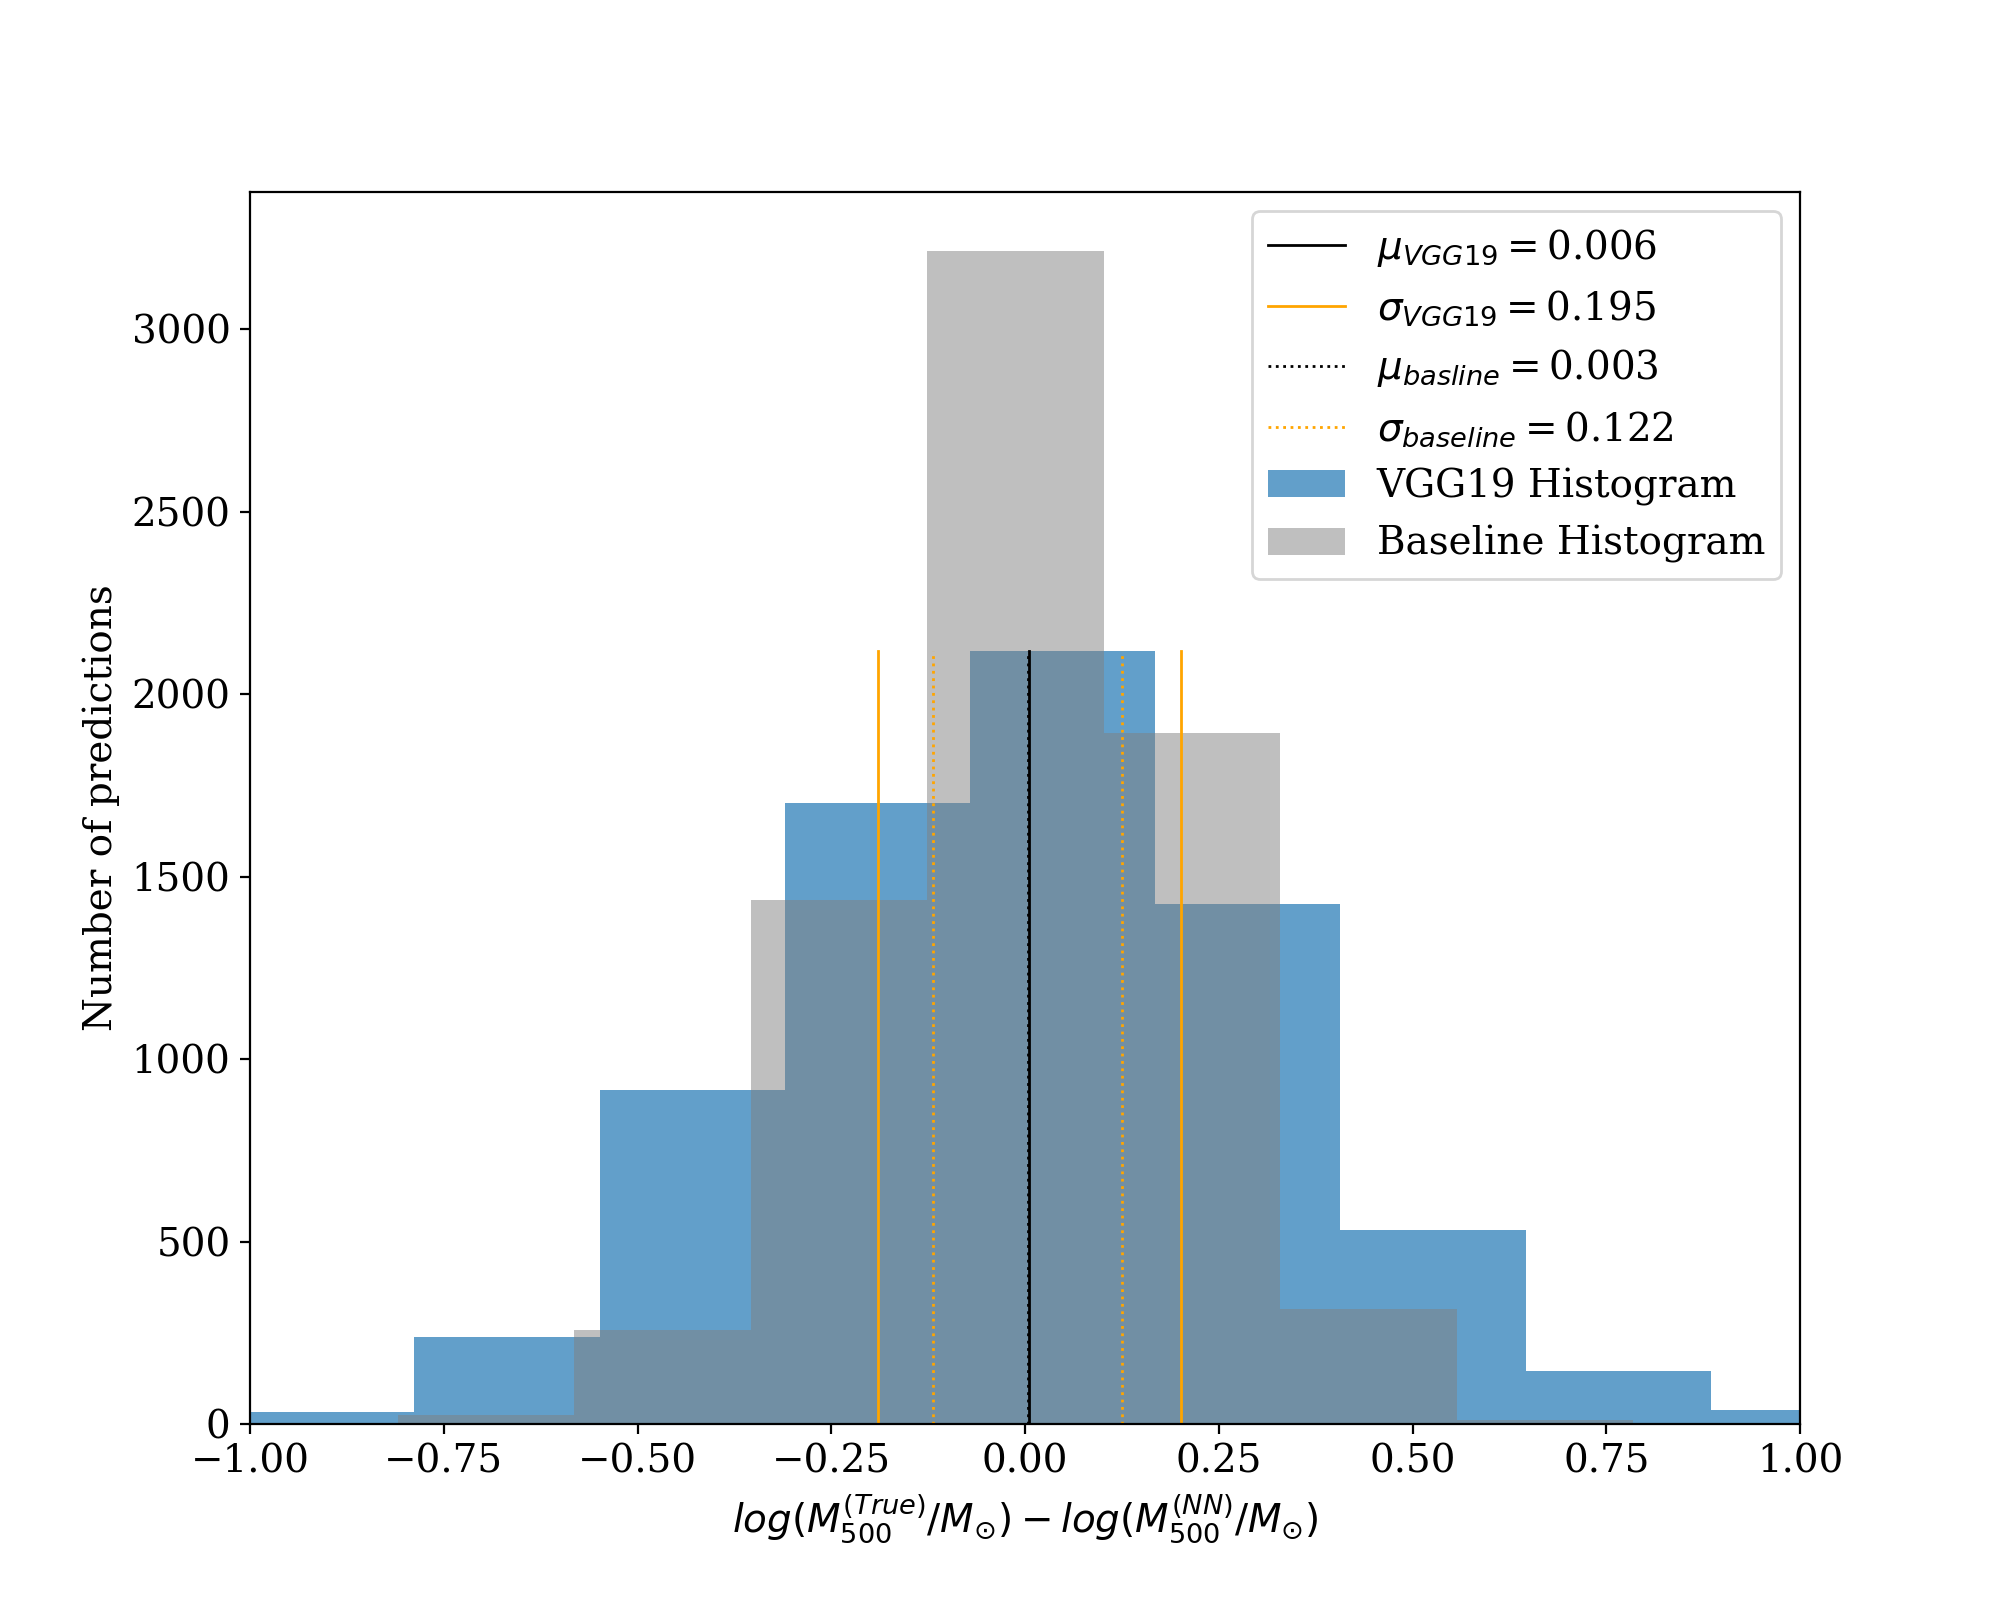 μ_VGG19 = 0.006
σ_VGG19 = 0.195
μ_basline = 0.003
σ_baseline = 0.122
VGG19 Histogram
Baseline Histogram
Number of predictions
3000
2500
2000
1500
1000
500
0
−1.00 −0.75 −0.50 −0.25 0.00 0.25 0.50 0.75 1.00
log(M_500^(True)/M_⊙) − log(M_500^(NN)/M_⊙)